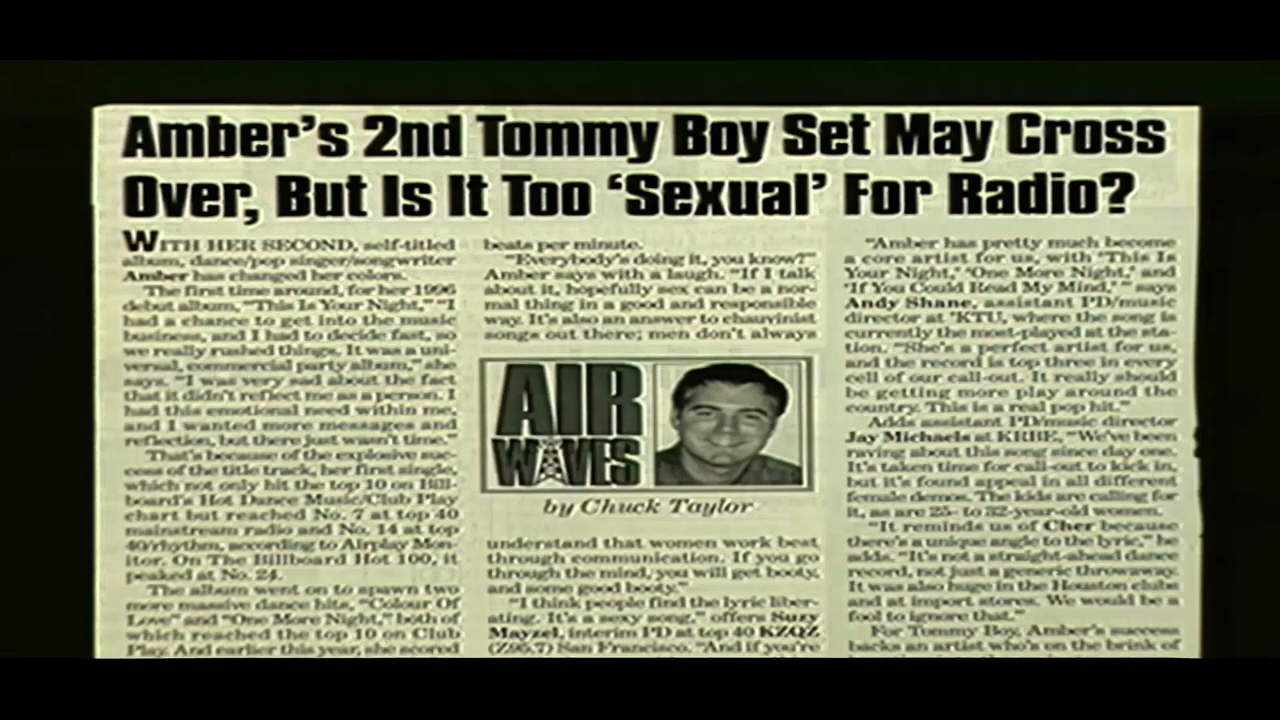 Amber's 2nd Tommy Boy Set May Cross
Over, But Is It Too 'Sexual' For Radio?
WITH HER SECOND, self-titled
album, dance/pop singer/songwriter
Amber has changed her colors.
The first time around, for her 1996
debut album, "This Is Your Night," "I
had a chance to get into the music
business, and I had to decide fast, so
we really rushed things. It was a uni-
versal, commercial party album," she
says. "I was very sad about the fact
that it didn't reflect me as a person. I
had this emotional need within me,
and I wanted more messages and
reflection, but there just wasn't time."
That's because of the explosive suc-
cess of the title track, her first single,
which not only hit the top 10 on Bill-
board's Hot Dance Music/Club Play
chart but reached No. 7 at top 40
mainstream radio and No. 14 at top
40/rhythm, according to Airplay Mon-
itor. On The Billboard Hot 100, it
peaked at No. 24.
The album went on to spawn two
more massive dance hits, "Colour Of
Love" and "One More Night," both of
which reached the top 10 on Club
Play. And earlier this year, she scored
beats per minute.
"Everybody's doing it, you know?"
Amber says with a laugh. "If I talk
about it, hopefully sex can be a nor-
mal thing in a good and responsible
way. It's also an answer to chauvinist
songs out there; men don't always
AIR
WAVES
by Chuck Taylor
understand that women work best
through communication. If you go
through the mind, you will get booty,
and some good booty."
"I think people find the lyric liber-
ating. It's a sexy song," offers Suzy
Mayzel, interim PD at top 40 KZQZ
(Z95.7) San Francisco. "And if you're
"Amber has pretty much become
a core artist for us, with 'This Is
Your Night,' 'One More Night,' and
'If You Could Read My Mind,' " says
Andy Shane, assistant PD/music
director at 'KTU, where the song is
currently the most-played at the sta-
tion. "She's a perfect artist for us,
and the record is top three in every
cell of our call-out. It really should
be getting more play around the
country. This is a real pop hit."
Adds assistant PD/music director
Jay Michaels at KRBE, "We've been
raving about this song since day one.
It's taken time for call-out to kick in,
but it's found appeal in all different
female demos. The kids are calling for
it, as are 25- to 32-year-old women.
"It reminds us of Cher because
there's a unique angle to the lyric," he
adds. "It's not a straight-ahead dance
record, not just a generic throwaway.
It was also huge in the Houston clubs
and at import stores. We would be a
fool to ignore that."
For Tommy Boy, Amber's success
backs an artist who's on the brink of